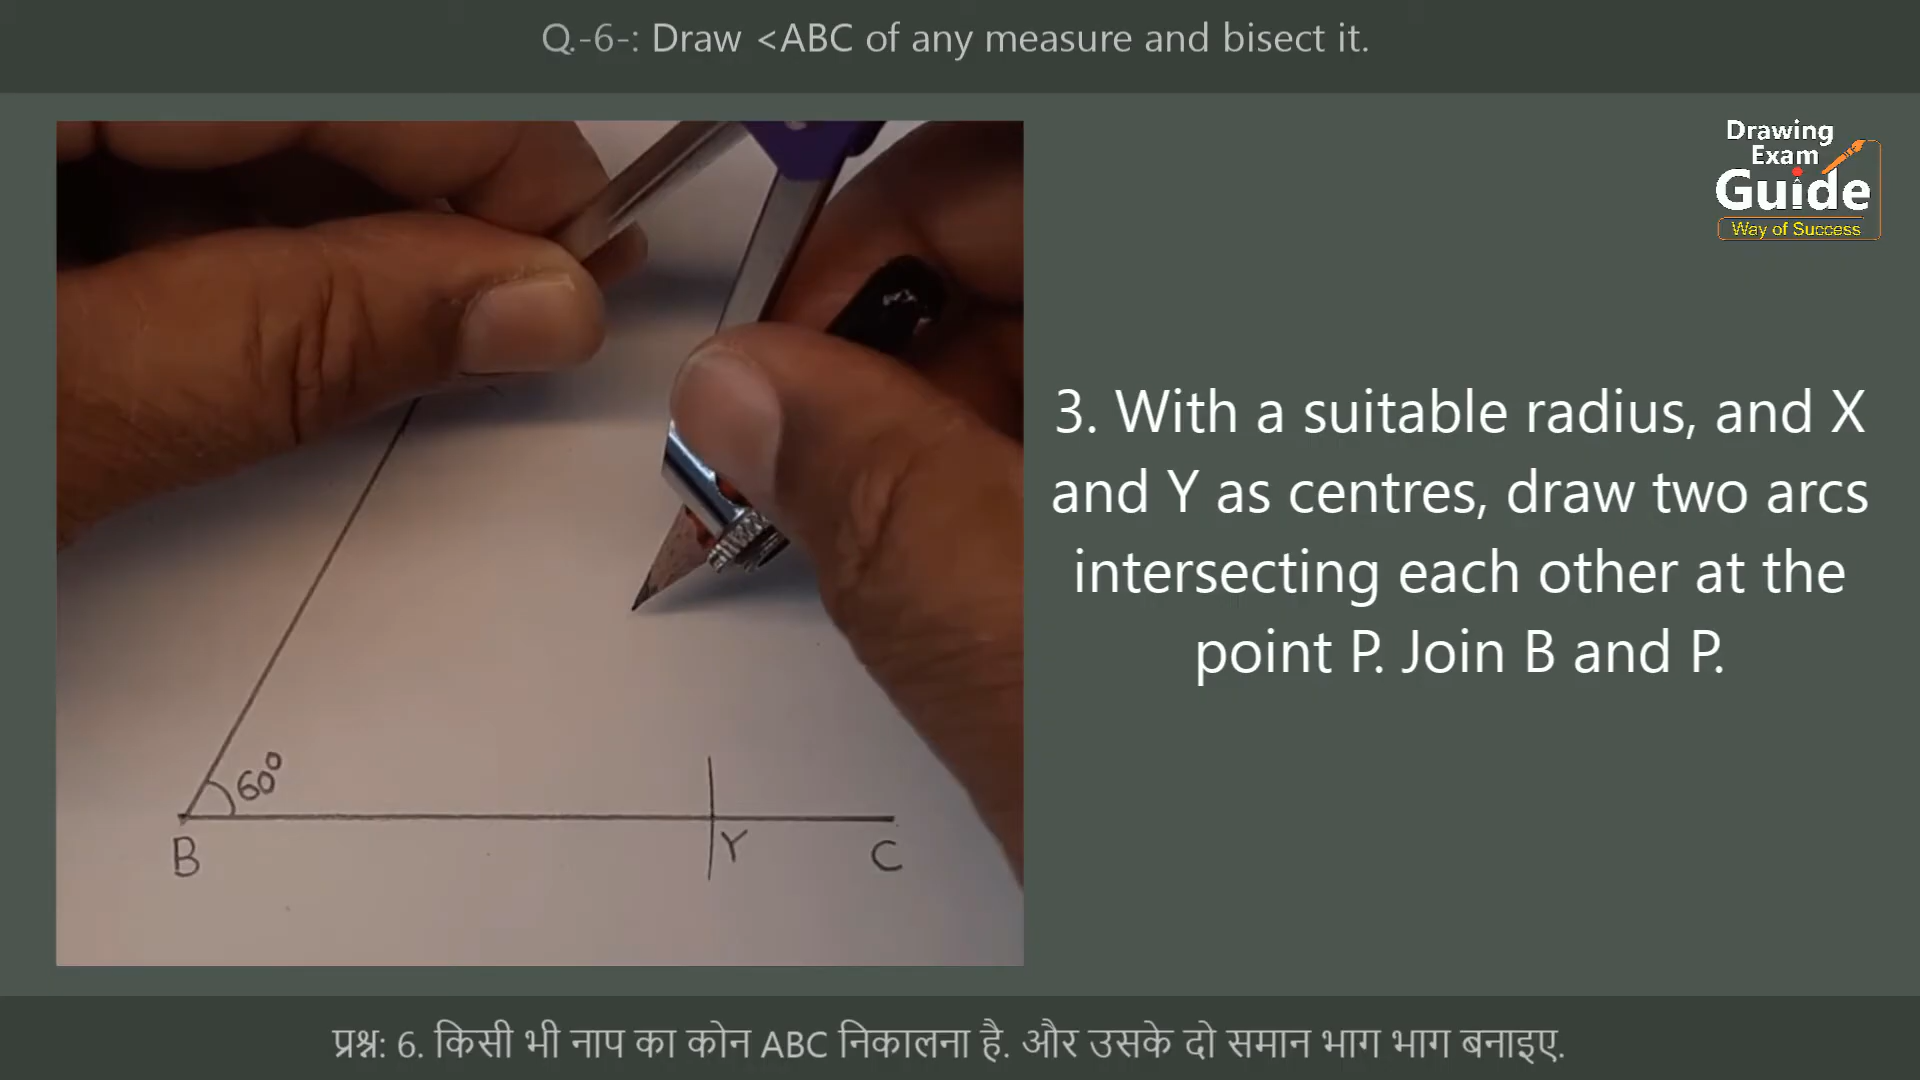 Q.-6-: Draw <ABC of any measure and bisect it.
Drawing
Exam
Guide
Way of Success
3. With a suitable radius, and X
and Y as centres, draw two arcs
intersecting each other at the
point P. Join B and P.
60°
B
Y
C
प्रश्न: 6. किसी भी नाप का कोन ABC निकालना है. और उसके दो समान भाग भाग बनाइए.